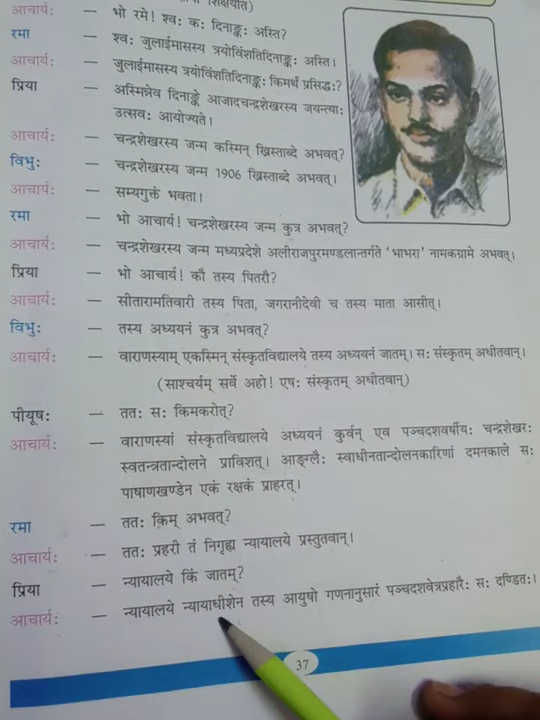 आचार्यः — भो रमे! श्वः कः दिनाङ्कः अस्ति?
रमा — श्वः जुलाईमासस्य त्रयोविंशतिदिनाङ्कः अस्ति।
आचार्यः — जुलाईमासस्य त्रयोविंशतिदिनाङ्कः किमर्थं प्रसिद्धः?
प्रिया — अस्मिन्नेव दिनाङ्के आजादचन्द्रशेखरस्य जयन्त्याः
उत्सवः आयोज्यते।
आचार्यः — चन्द्रशेखरस्य जन्म कस्मिन् ख्रिस्ताब्दे अभवत्?
विभुः — चन्द्रशेखरस्य जन्म 1906 ख्रिस्ताब्दे अभवत्।
आचार्यः — सम्यगुक्तं भवता।
रमा — भो आचार्य! चन्द्रशेखरस्य जन्म कुत्र अभवत्?
आचार्यः — चन्द्रशेखरस्य जन्म मध्यप्रदेशे अलीराजपुरमण्डलान्तर्गते 'भाभरा' नामकग्रामे अभवत्।
प्रिया — भो आचार्य! कौ तस्य पितरौ?
आचार्यः — सीतारामतिवारी तस्य पिता, जगरानीदेवी च तस्य माता आसीत्।
विभुः — तस्य अध्ययनं कुत्र अभवत्?
आचार्यः — वाराणस्याम् एकस्मिन् संस्कृतविद्यालये तस्य अध्ययनं जातम्। सः संस्कृतम् अधीतवान्।
(साश्चर्यम् सर्वे अहो! एषः संस्कृतम् अधीतवान्)
पीयूषः — ततः सः किमकरोत्?
आचार्यः — वाराणस्यां संस्कृतविद्यालये अध्ययनं कुर्वन् एव पञ्चदशवर्षीयः चन्द्रशेखरः
स्वतन्त्रतान्दोलने प्राविशत्। आङ्ग्लैः स्वाधीनतान्दोलनकारिणां दमनकाले सः
पाषाणखण्डेन एकं रक्षकं प्राहरत्।
रमा — ततः क़िम् अभवत्?
आचार्यः — ततः प्रहरी तं निगृह्य न्यायालये प्रस्तुतवान्।
प्रिया — न्यायालये किं जातम्?
आचार्यः — न्यायालये न्यायाधीशेन तस्य आयुषो गणनानुसारं पञ्चदशवेत्रप्रहारैः सः दण्डितः।
37